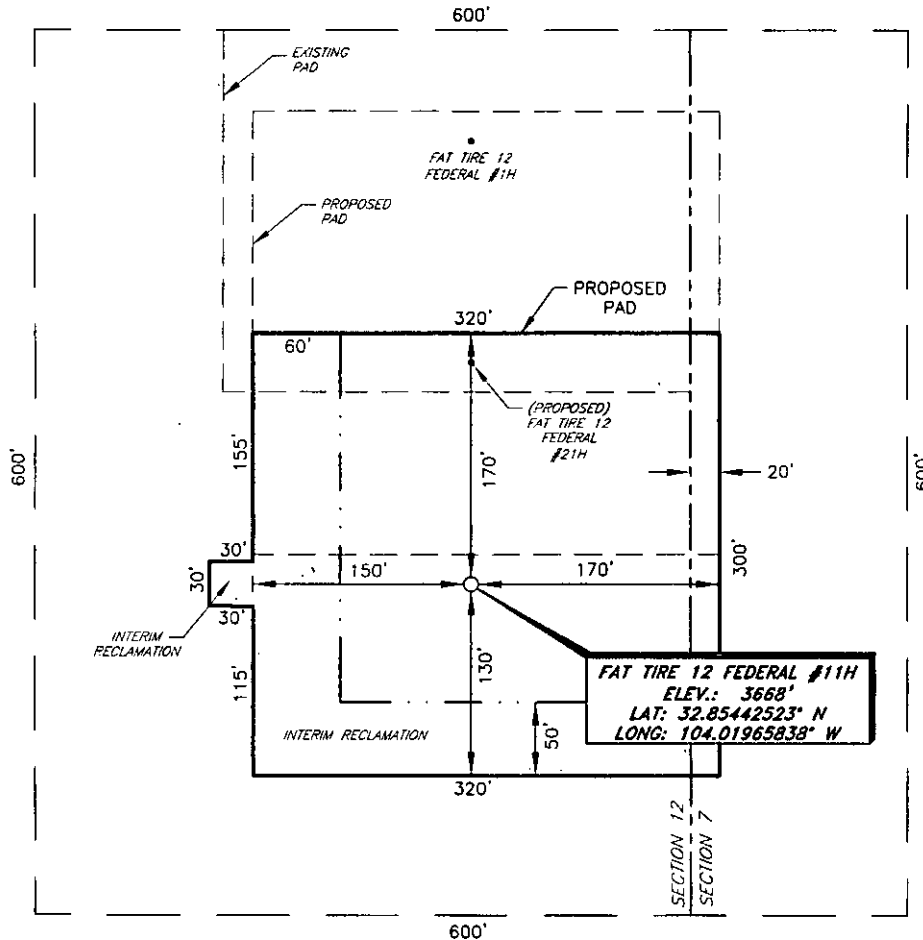 600'
EXISTING
PAD
FAT TIRE 12
FEDERAL #1H
PROPOSED
PAD
PROPOSED
PAD
320'
60'
(PROPOSED)
FAT TIRE 12
FEDERAL
#21H
600'
155'
170'
20'
600'
30'
30'
150'
170'
300'
30'
INTERIM
RECLAMATION
115'
130'
FAT TIRE 12 FEDERAL #11H
ELEV.: 3668'
LAT: 32.85442523° N
LONG: 104.01965838° W
INTERIM RECLAMATION
50'
320'
SECTION 12
SECTION 7
600'